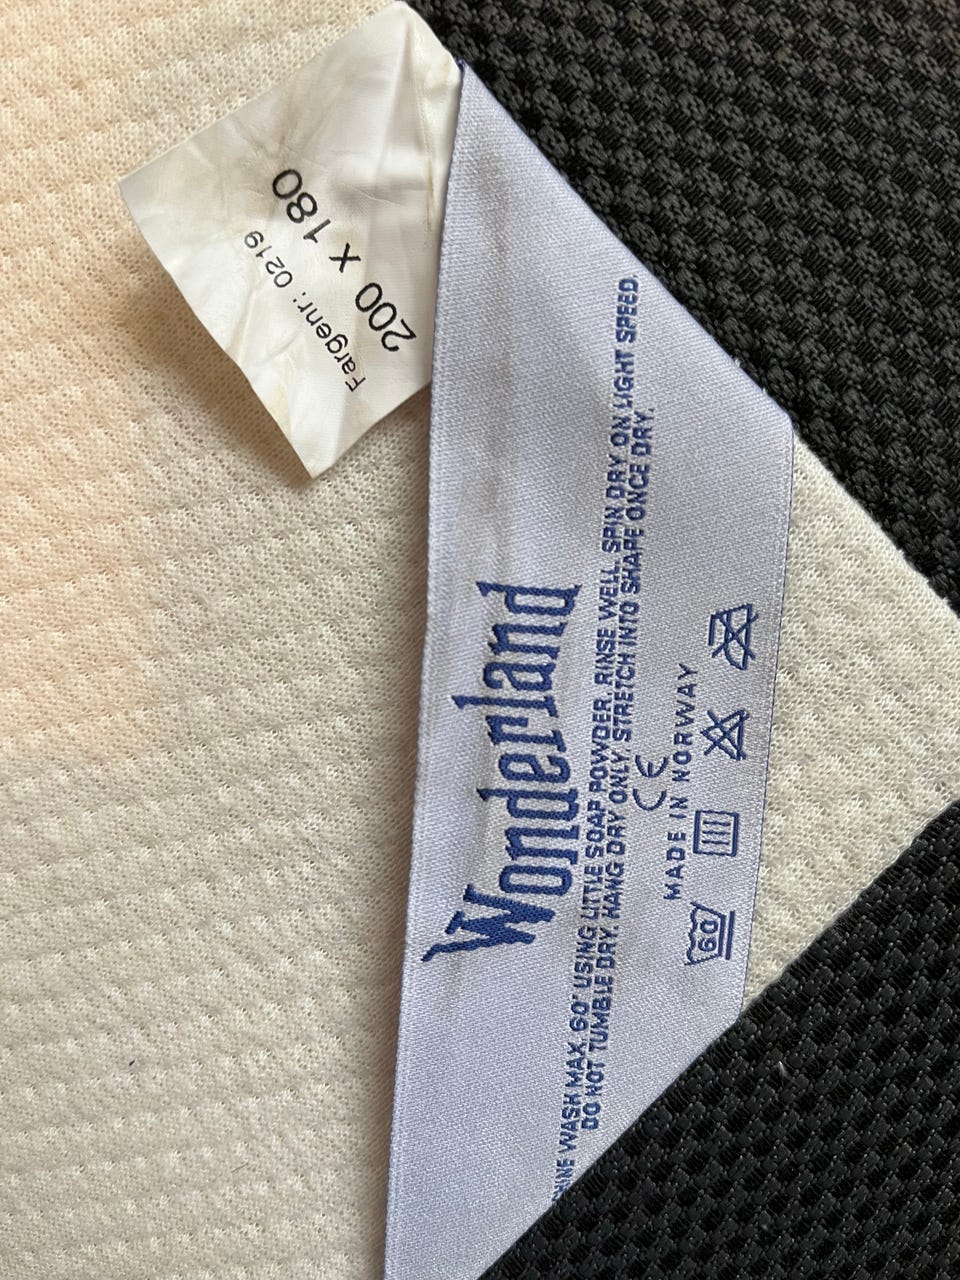 200 x 180
Fargenr: 0219
Wonderland
HINE WASH MAX. 60° USING LITTLE SOAP POWDER. RINSE WELL. SPIN DRY ON LIGHT SPEED.
DO NOT TUMBLE DRY. HANG DRY ONLY. STRETCH INTO SHAPE ONCE DRY.
CE
MADE IN NORWAY
60